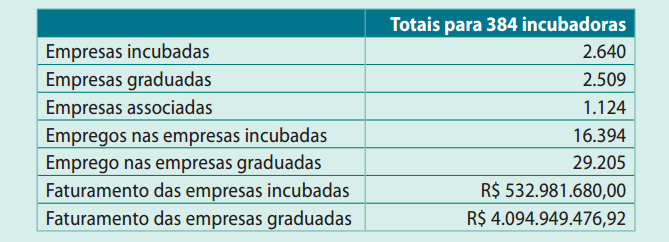 Totais para 384 incubadoras
Empresas incubadas 2.640
Empresas graduadas 2.509
Empresas associadas 1.124
Empregos nas empresas incubadas 16.394
Emprego nas empresas graduadas 29.205
Faturamento das empresas incubadas R$ 532.981.680,00
Faturamento das empresas graduadas R$ 4.094.949.476,92